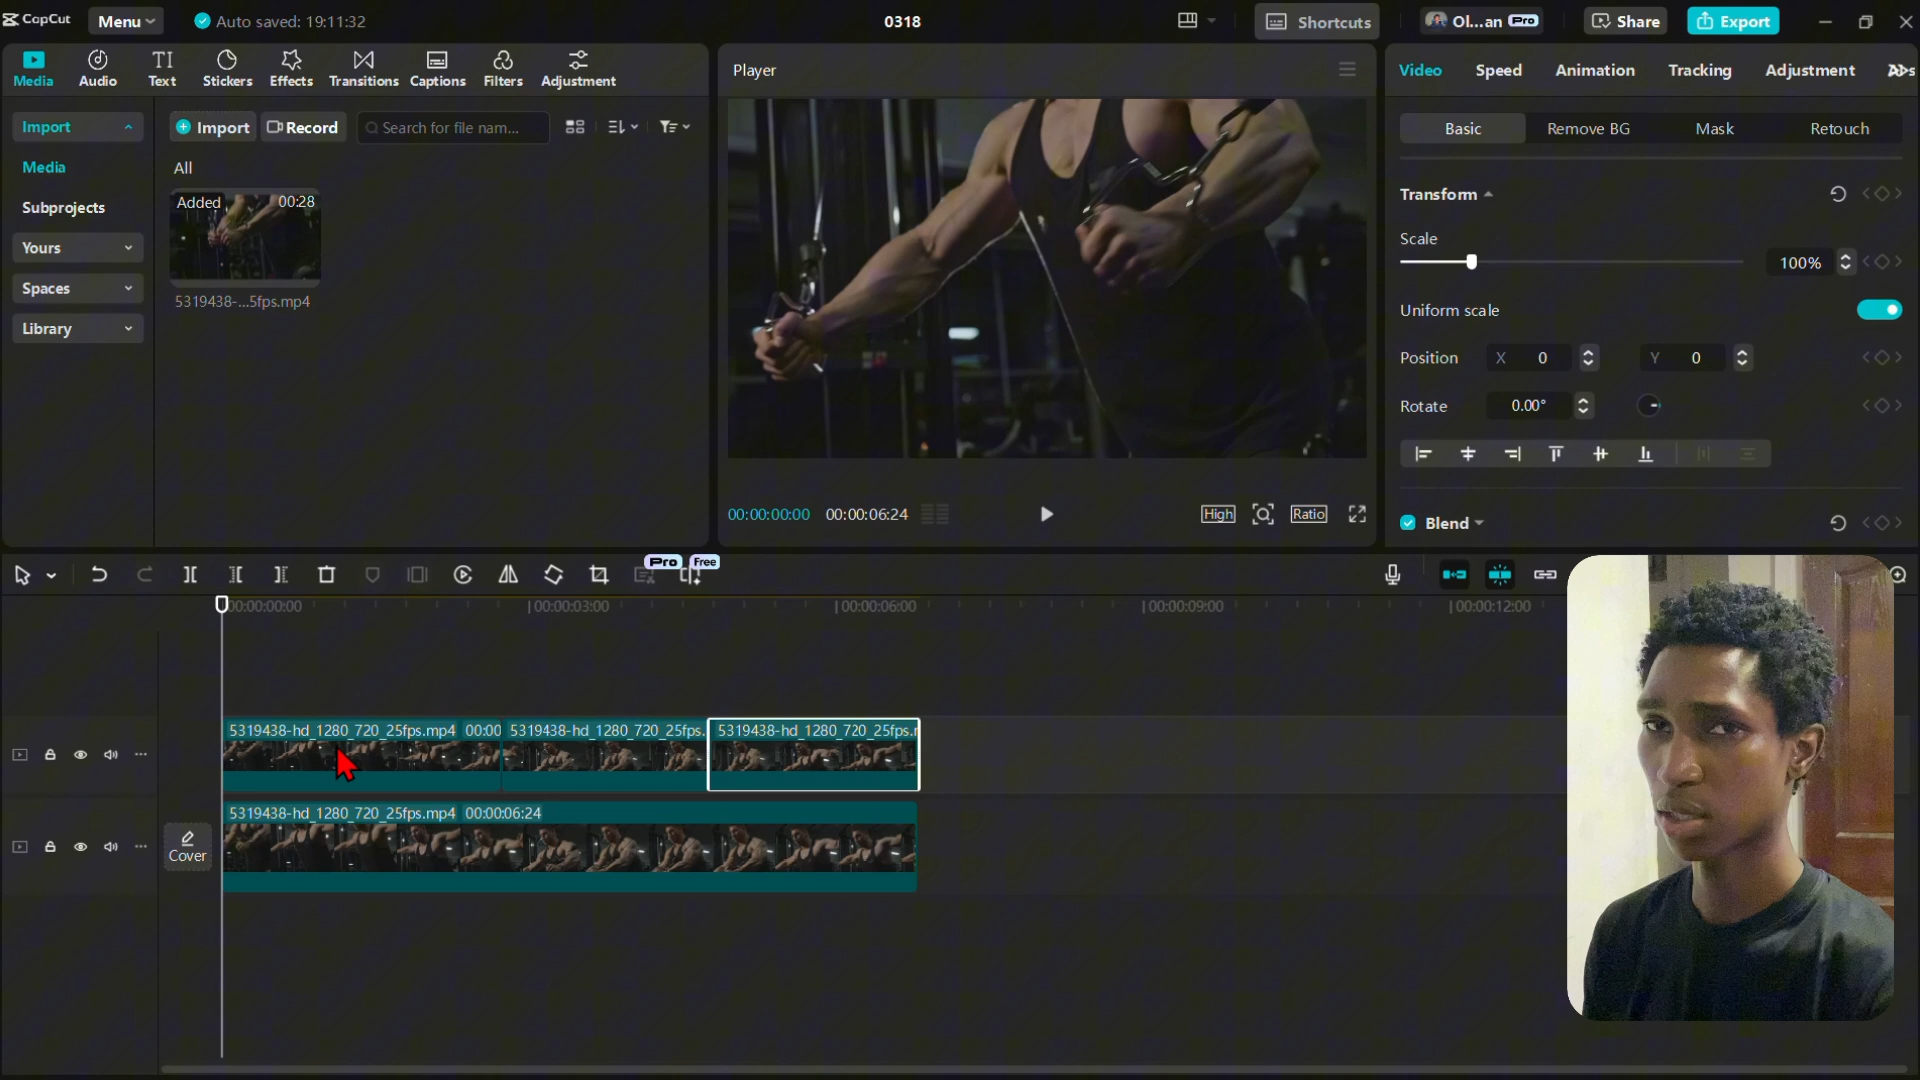 CapCut
Menu
Auto saved: 19:11:32
0318
Shortcuts
Ol...an Pro
Share
Export
Media
Audio
Text
Stickers
Effects
Transitions
Captions
Filters
Adjustment
Import
Media
Subprojects
Yours
Spaces
Library
Import
Record
Search for file nam...
All
Added 00:28
5319438-...5fps.mp4
Player
00:00:00:00 00:00:06:24
High
Ratio
Video
Speed
Animation
Tracking
Adjustment
Basic
Remove BG
Mask
Retouch
Transform
Scale
100%
Uniform scale
Position X 0 Y 0
Rotate 0.00°
Blend
Pro
Free
00:00:00:00
00:00:03:00
00:00:06:00
00:00:09:00
00:00:12:00
5319438-hd_1280_720_25fps.mp4 00:00
5319438-hd_1280_720_25fps.
5319438-hd_1280_720_25fps.
5319438-hd_1280_720_25fps.mp4 00:00:06:24
Cover